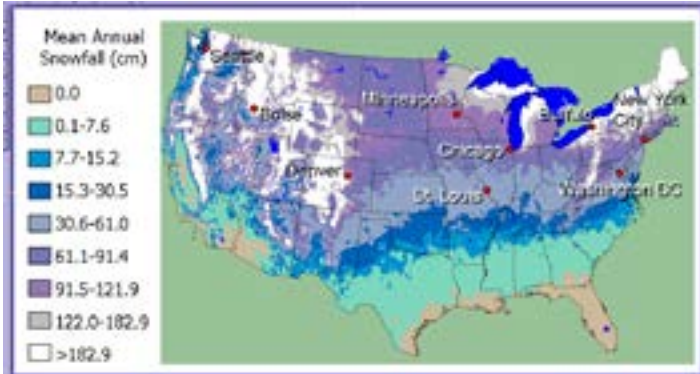 Mean Annual
Snowfall (cm)
0.0
0.1-7.6
7.7-15.2
15.3-30.5
30.6-61.0
61.1-91.4
91.5-121.9
122.0-182.9
>182.9
Seattle
Boise
Minneapolis
Buffalo
New York
City
Chicago
Denver
St. Louis
Washington DC